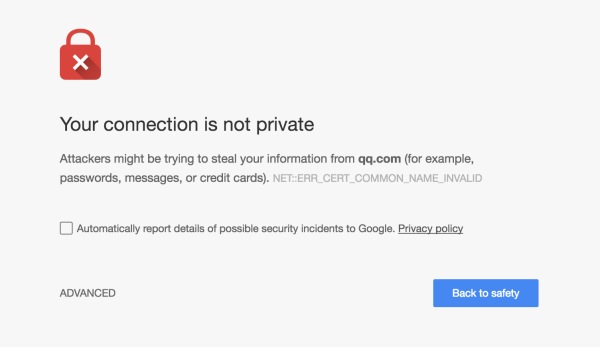 Your connection is not private
Attackers might be trying to steal your information from qq.com (for example,
passwords, messages, or credit cards). NET::ERR_CERT_COMMON_NAME_INVALID
Automatically report details of possible security incidents to Google. Privacy policy
ADVANCED
Back to safety